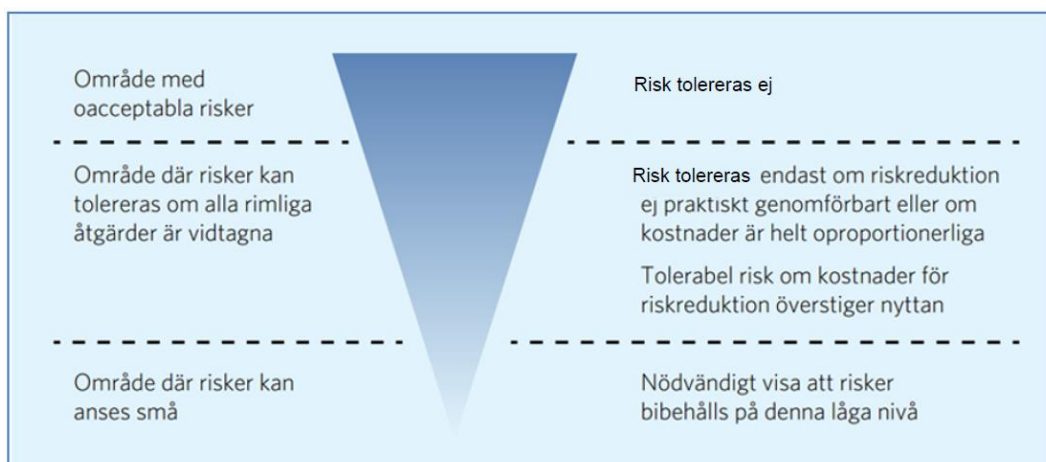 Område med
oacceptabla risker
Risk tolereras ej
Område där risker kan
tolereras om alla rimliga
åtgärder är vidtagna
Risk tolereras endast om riskreduktion
ej praktiskt genomförbart eller om
kostnader är helt oproportionerliga
Tolerabel risk om kostnader för
riskreduktion överstiger nyttan
Område där risker kan
anses små
Nödvändigt visa att risker
bibehålls på denna låga nivå